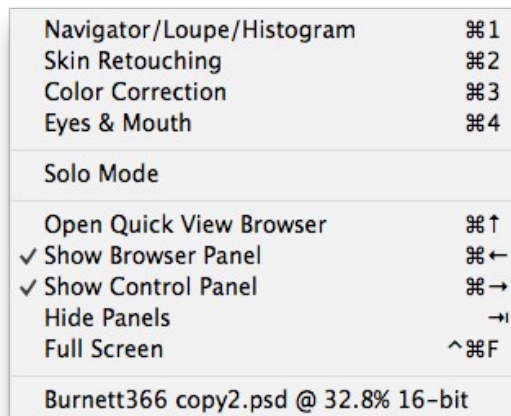 Navigator/Loupe/Histogram ⌘1
Skin Retouching ⌘2
Color Correction ⌘3
Eyes & Mouth ⌘4
Solo Mode
Open Quick View Browser ⌘↑
✓ Show Browser Panel ⌘←
✓ Show Control Panel ⌘→
Hide Panels ⇥
Full Screen ^⌘F
Burnett366 copy2.psd @ 32.8% 16-bit